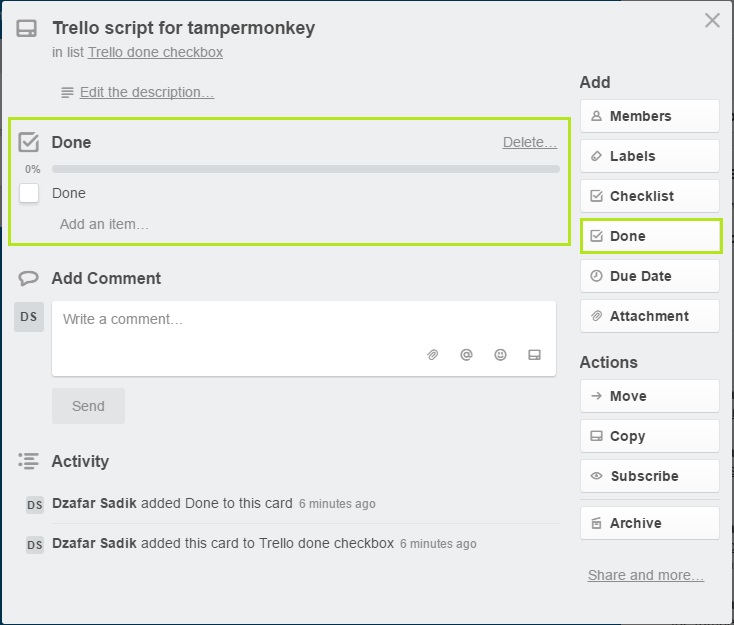 Trello script for tampermonkey
in list Trello done checkbox
Edit the description…
Done
Delete…
0%
Done
Add an item…
Add Comment
DS
Write a comment…
Send
Activity
DS Dzafar Sadik added Done to this card 6 minutes ago
DS Dzafar Sadik added this card to Trello done checkbox 6 minutes ago
Add
Members
Labels
Checklist
Done
Due Date
Attachment
Actions
Move
Copy
Subscribe
Archive
Share and more…